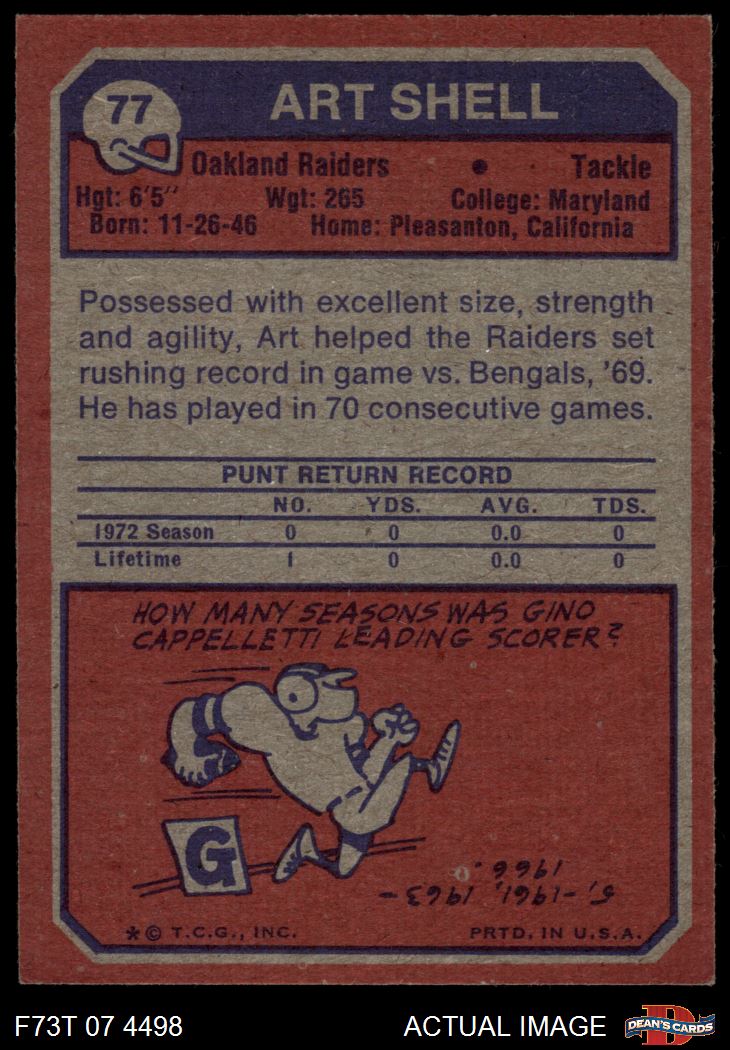 77
ART SHELL
Oakland Raiders • Tackle
Hgt: 6'5" Wgt: 265 College: Maryland
Born: 11-26-46 Home: Pleasanton, California
Possessed with excellent size, strength
and agility, Art helped the Raiders set
rushing record in game vs. Bengals, '69.
He has played in 70 consecutive games.
PUNT RETURN RECORD
NO. YDS. AVG. TDS.
1972 Season 0 0 0.0 0
Lifetime 1 0 0.0 0
HOW MANY SEASONS WAS GINO
CAPPELLETTI LEADING SCORER?
G
5, -1961, 1963-
1966.
*© T.C.G., INC. PRTD. IN U.S.A.
F73T 07 4498 ACTUAL IMAGE D DEAN'S CARDS